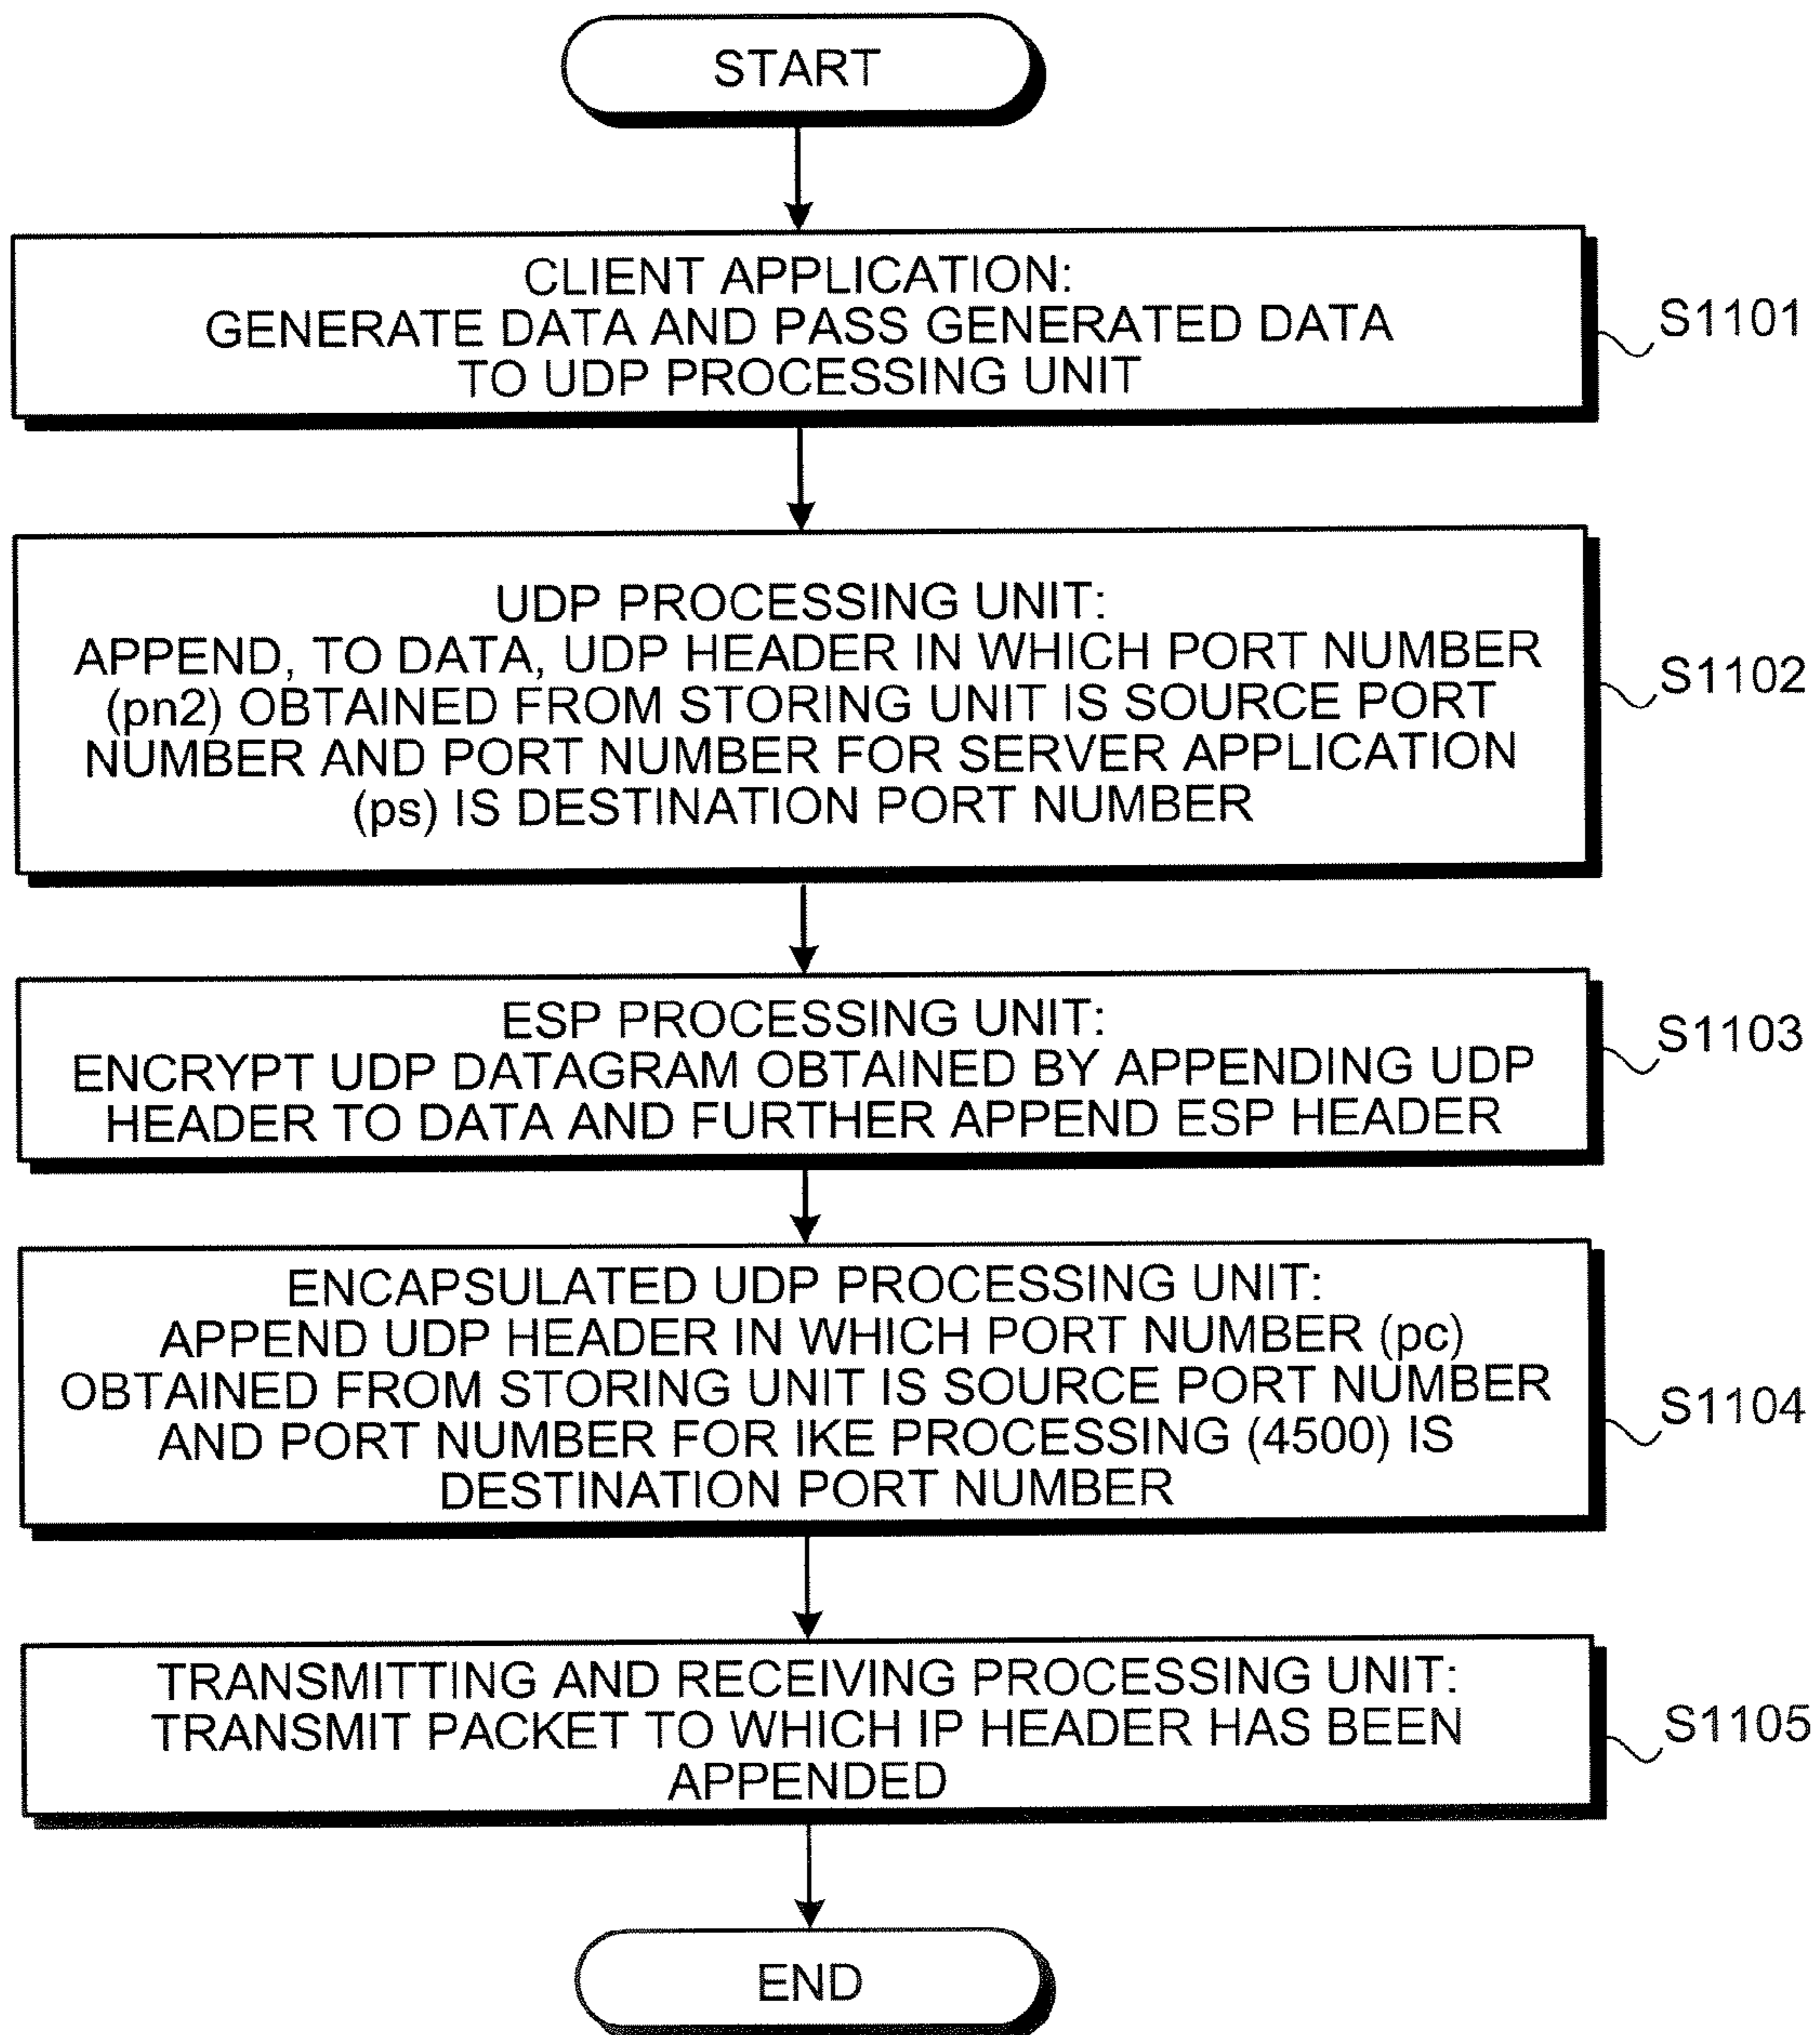 START
CLIENT APPLICATION:
GENERATE DATA AND PASS GENERATED DATA
TO UDP PROCESSING UNIT
S1101
UDP PROCESSING UNIT:
APPEND, TO DATA, UDP HEADER IN WHICH PORT NUMBER
(pn2) OBTAINED FROM STORING UNIT IS SOURCE PORT
NUMBER AND PORT NUMBER FOR SERVER APPLICATION
(ps) IS DESTINATION PORT NUMBER
S1102
ESP PROCESSING UNIT:
ENCRYPT UDP DATAGRAM OBTAINED BY APPENDING UDP
HEADER TO DATA AND FURTHER APPEND ESP HEADER
S1103
ENCAPSULATED UDP PROCESSING UNIT:
APPEND UDP HEADER IN WHICH PORT NUMBER (pc)
OBTAINED FROM STORING UNIT IS SOURCE PORT NUMBER
AND PORT NUMBER FOR IKE PROCESSING (4500) IS
DESTINATION PORT NUMBER
S1104
TRANSMITTING AND RECEIVING PROCESSING UNIT:
TRANSMIT PACKET TO WHICH IP HEADER HAS BEEN
APPENDED
S1105
END